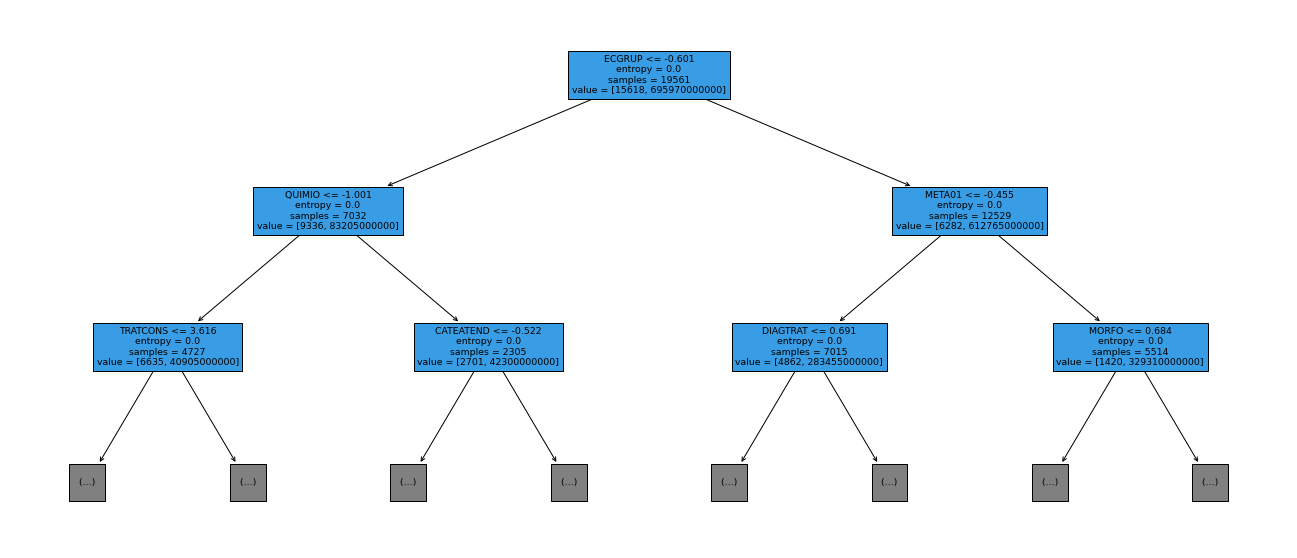 ECGRUP <= -0.601
entropy = 0.0
samples = 19561
value = [15618, 695970000000]
QUIMIO <= -1.001
entropy = 0.0
samples = 7032
value = [9336, 83205000000]
META01 <= -0.455
entropy = 0.0
samples = 12529
value = [6282, 612765000000]
TRATCONS <= 3.616
entropy = 0.0
samples = 4727
value = [6635, 40905000000]
CATEATEND <= -0.522
entropy = 0.0
samples = 2305
value = [2701, 42300000000]
DIAGTRAT <= 0.691
entropy = 0.0
samples = 7015
value = [4862, 283455000000]
MORFO <= 0.684
entropy = 0.0
samples = 5514
value = [1420, 329310000000]
(...)
(...)
(...)
(...)
(...)
(...)
(...)
(...)